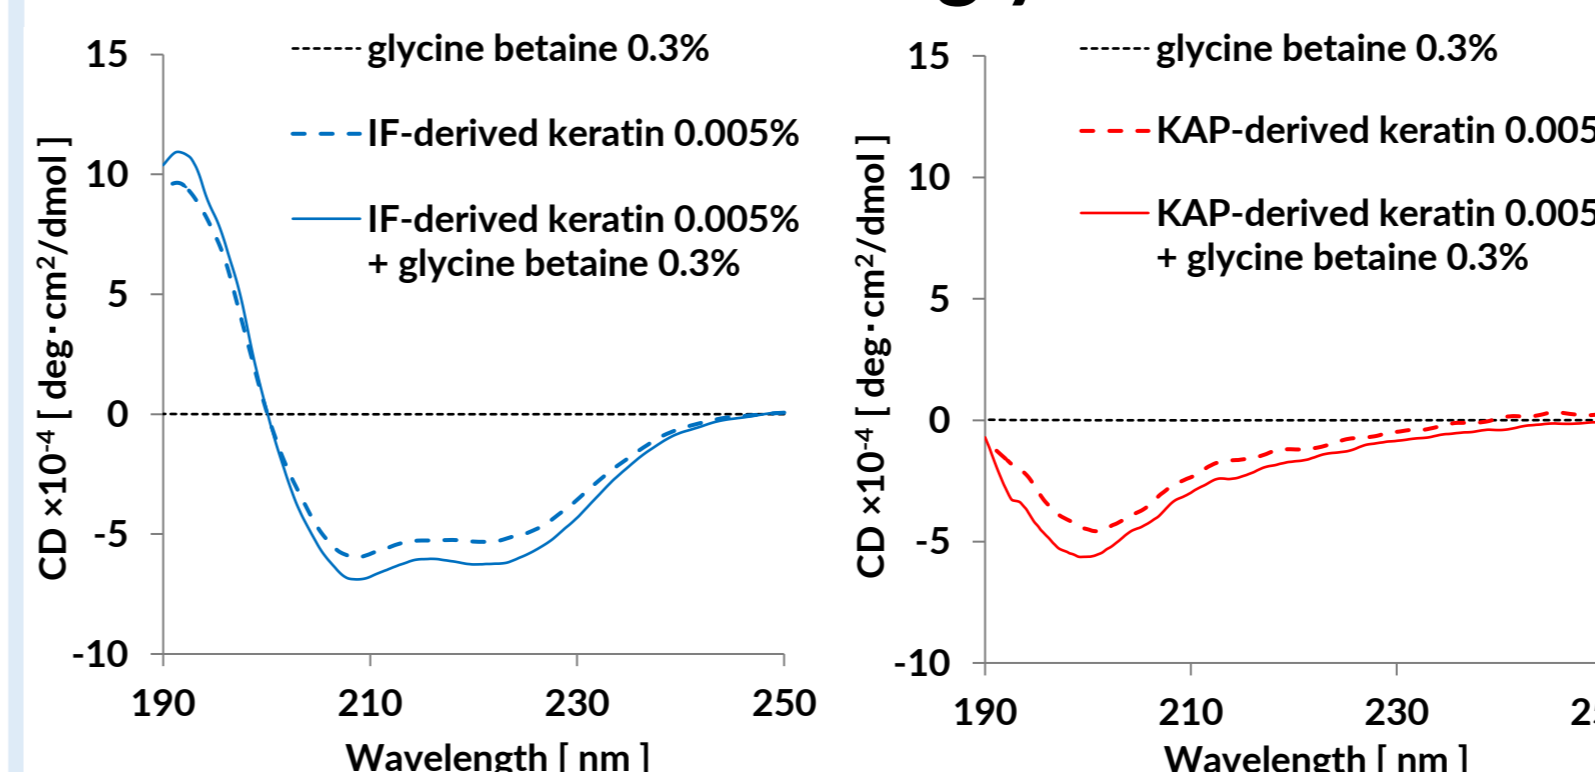 15
10
5
0
-5
-10
CD ×10⁻⁴ [ deg·cm²/dmol ]
glycine betaine 0.3%
IF-derived keratin 0.005%
IF-derived keratin 0.005%
+ glycine betaine 0.3%
190 210 230 250
Wavelength [ nm ]
15
10
5
0
-5
-10
CD ×10⁻⁴ [ deg·cm²/dmol ]
glycine betaine 0.3%
KAP-derived keratin 0.005
KAP-derived keratin 0.005
+ glycine betaine 0.3%
190 210 230
Wavelength [ nm ]